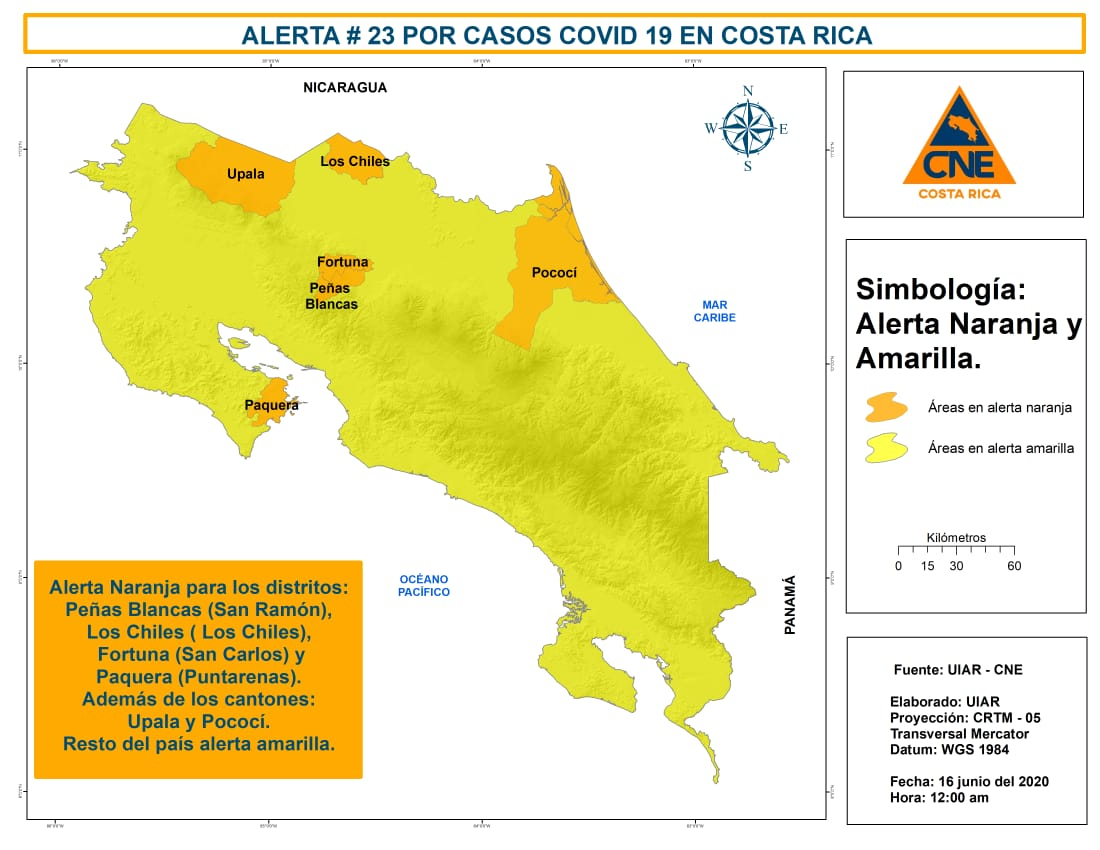 ALERTA # 23 POR CASOS COVID 19 EN COSTA RICA
NICARAGUA
N
W
E
S
Upala
Los Chiles
Fortuna
Peñas
Blancas
Pococí
Paquera
MAR
CARIBE
OCÉANO
PACÍFICO
PANAMÁ
Alerta Naranja para los distritos:
Peñas Blancas (San Ramón),
Los Chiles ( Los Chiles),
Fortuna (San Carlos) y
Paquera (Puntarenas).
Además de los cantones:
Upala y Pococí.
Resto del país alerta amarilla.
CNE
COSTA RICA
Simbología:
Alerta Naranja y
Amarilla.
Áreas en alerta naranja
Áreas en alerta amarilla
Kilómetros
0 15 30 60
Fuente: UIAR - CNE
Elaborado: UIAR
Proyección: CRTM - 05
Transversal Mercator
Datum: WGS 1984
Fecha: 16 junio del 2020
Hora: 12:00 am